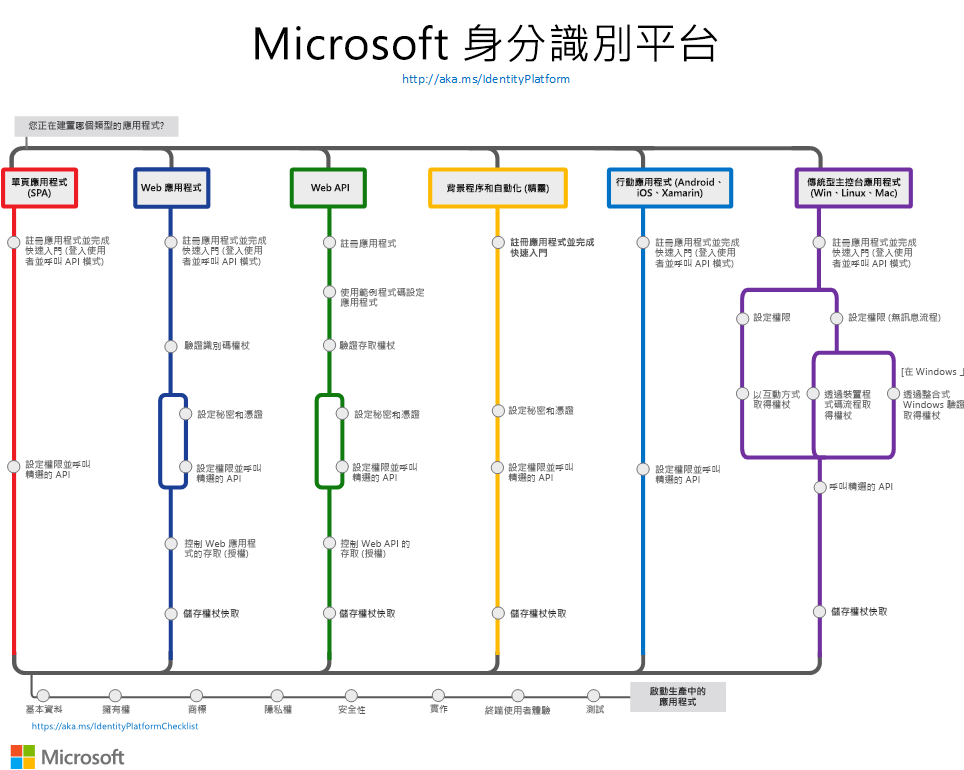 Microsoft 身分識別平台
http://aka.ms/IdentityPlatform
您正在建置哪個類型的應用程式?
單頁應用程式
(SPA)
Web 應用程式
Web API
背景程序和自動化 (精靈)
行動應用程式 (Android、
iOS、Xamarin)
傳統型主控台應用程式
(Win、Linux、Mac)
註冊應用程式並完成
快速入門 (登入使用
者並呼叫 API 模式)
設定權限並呼叫
精選的 API
註冊應用程式並完成
快速入門 (登入使用
者並呼叫 API 模式)
驗證識別碼權杖
設定秘密和憑證
設定權限並呼叫
精選的 API
控制 Web 應用程
式的存取 (授權)
儲存權杖快取
註冊應用程式
使用範例程式碼設定
應用程式
驗證存取權杖
設定秘密和憑證
設定權限並呼叫
精選的 API
控制 Web API 的
存取 (授權)
儲存權杖快取
註冊應用程式並完成
快速入門
設定秘密和憑證
設定權限並呼叫
精選的 API
儲存權杖快取
註冊應用程式並完成
快速入門 (登入使用
者並呼叫 API 模式)
設定權限並呼叫
精選的 API
註冊應用程式並完成
快速入門 (登入使用
者並呼叫 API 模式)
設定權限
設定權限 (無訊息流程)
[在 Windows 上
以互動方式
取得權杖
透過裝置程
式碼流程取
得權杖
透過整合式
Windows 驗證
取得權杖
呼叫精選的 API
儲存權杖快取
基本資料
擁有權
商標
隱私權
安全性
實作
終端使用者體驗
測試
啟動生產中的
應用程式
https://aka.ms/IdentityPlatformChecklist
Microsoft